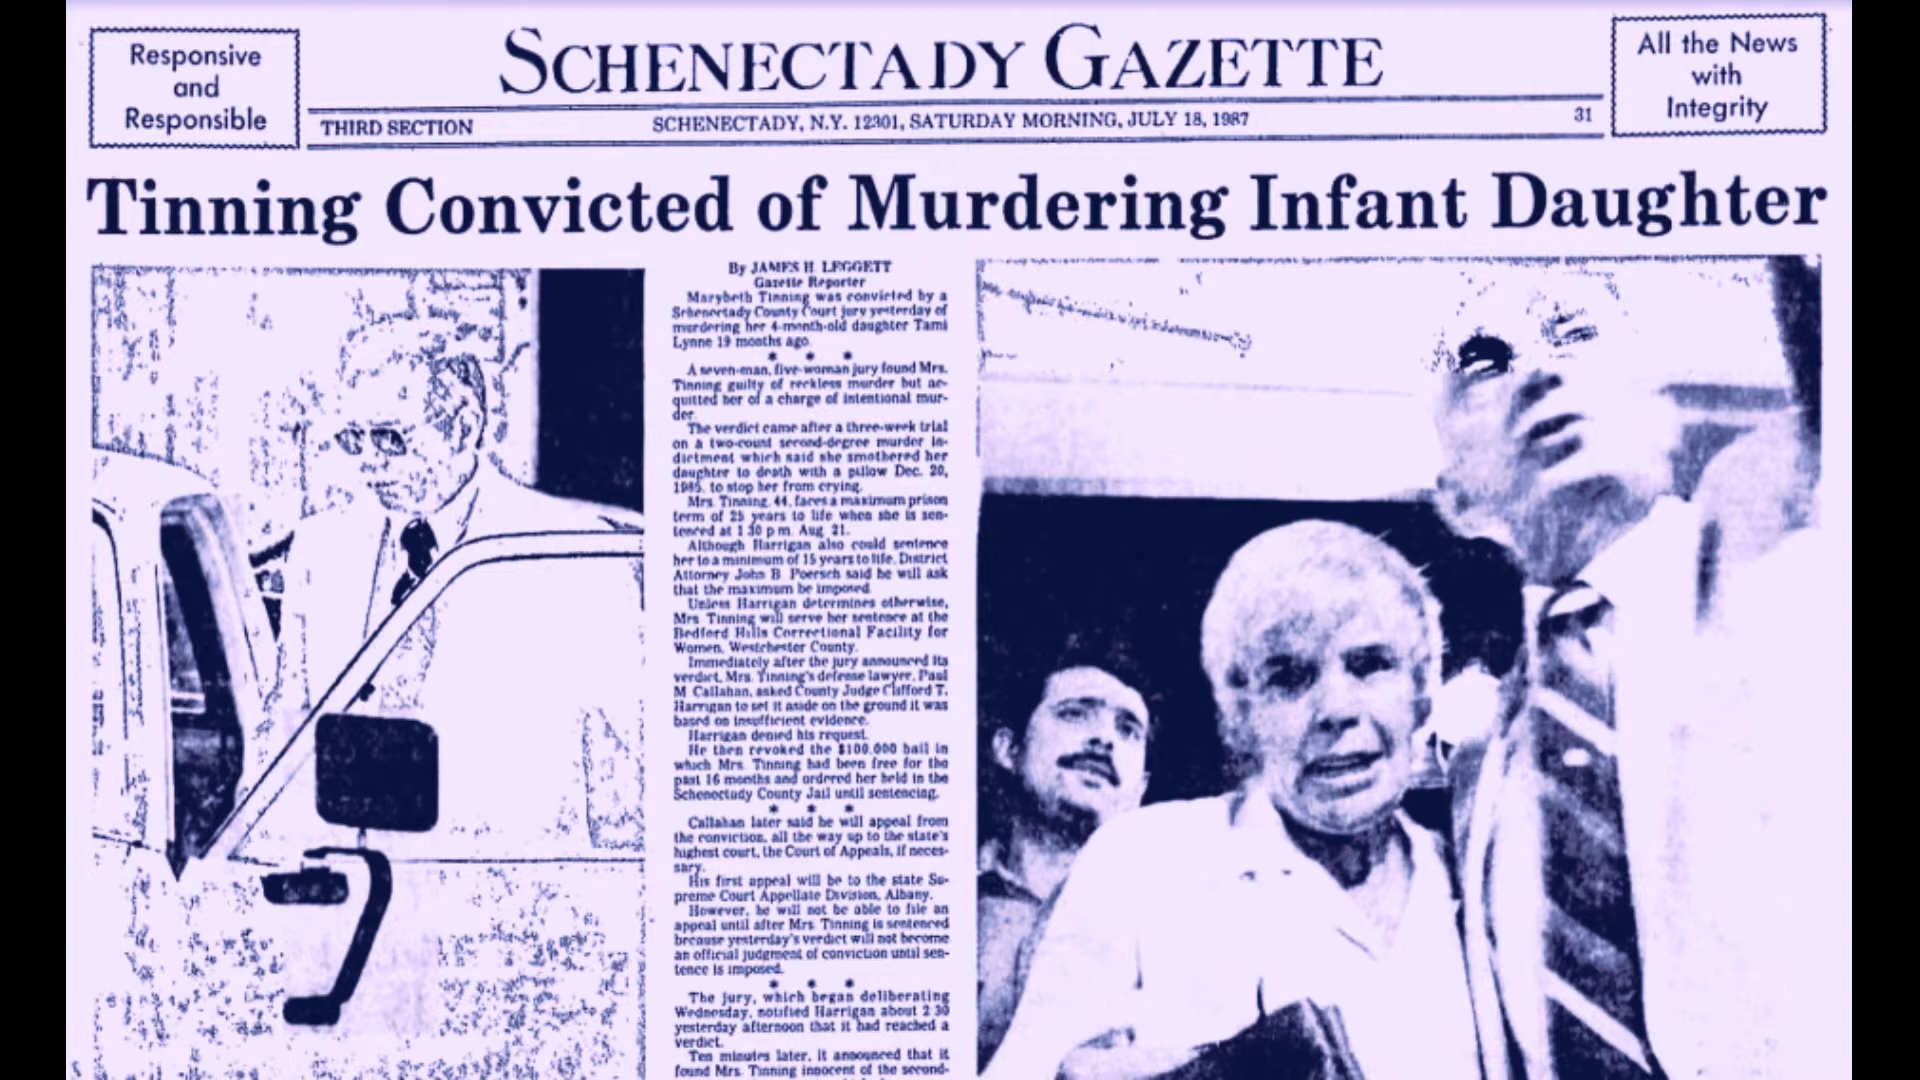 Responsive
and
Responsible
SCHENECTADY GAZETTE
All the News
with
Integrity
THIRD SECTION
SCHENECTADY, N.Y. 12301, SATURDAY MORNING, JULY 18, 1987
31
Tinning Convicted of Murdering Infant Daughter
By JAMES H. LEGGETT
Gazette Reporter
Marybeth Tinning was convicted by a
Schenectady County Court jury yesterday of
murdering her 4-month-old daughter Tami
Lynne 19 months ago.
* * *
A seven-man, five-woman jury found Mrs.
Tinning guilty of reckless murder but ac-
quitted her of a charge of intentional mur-
der.
The verdict came after a three-week trial
on a two-count second-degree murder in-
dictment which said she smothered her
daughter to death with a pillow Dec. 20,
1985, to stop her from crying.
Mrs. Tinning, 44, faces a maximum prison
term of 25 years to life when she is sen-
tenced at 1:30 p.m. Aug. 21.
Although Harrigan also could sentence
her to a minimum of 15 years to life, District
Attorney John B. Poersch said he will ask
that the maximum be imposed.
Unless Harrigan determines otherwise,
Mrs. Tinning will serve her sentence at the
Bedford Hills Correctional Facility for
Women, Westchester County.
Immediately after the jury announced its
verdict, Mrs. Tinning's defense lawyer, Paul
M. Callahan, asked County Judge Clifford T.
Harrigan to set it aside on the ground it was
based on insufficient evidence.
Harrigan denied his request.
He then revoked the $100,000 bail in
which Mrs. Tinning had been free for the
past 16 months and ordered her held in the
Schenectady County Jail until sentencing.
* * *
Callahan later said he will appeal from
the conviction, all the way up to the state's
highest court, the Court of Appeals, if neces-
sary.
His first appeal will be to the state Su-
preme Court Appellate Division, Albany.
However, he will not be able to file an
appeal until after Mrs. Tinning is sentenced
because yesterday's verdict will not become
an official judgment of conviction until sen-
tence is imposed.
* * *
The jury, which began deliberating
Wednesday, notified Harrigan about 2:30
yesterday afternoon that it had reached a
verdict.
Ten minutes later, it announced that it
found Mrs. Tinning innocent of the second-